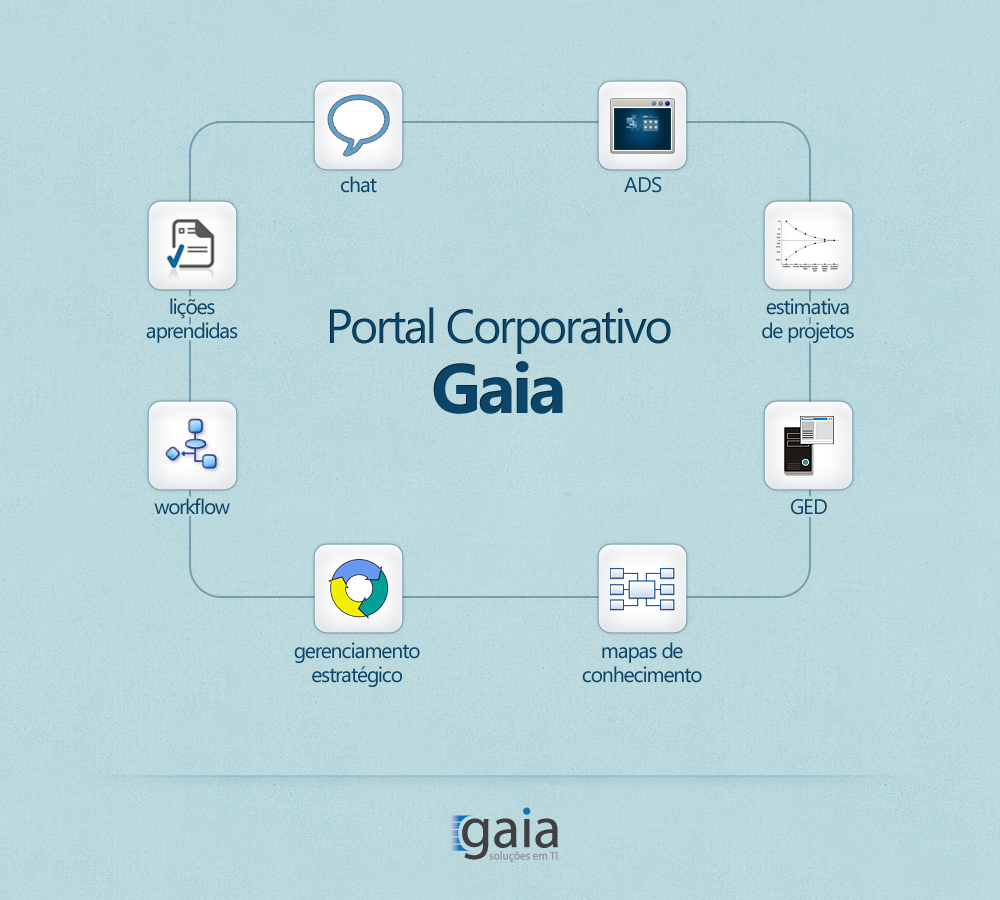 chat
ADS
lições
aprendidas
estimativa
de projetos
Portal Corporativo
Gaia
workflow
GED
gerenciamento
estratégico
mapas de
conhecimento
gaia
soluções em TI